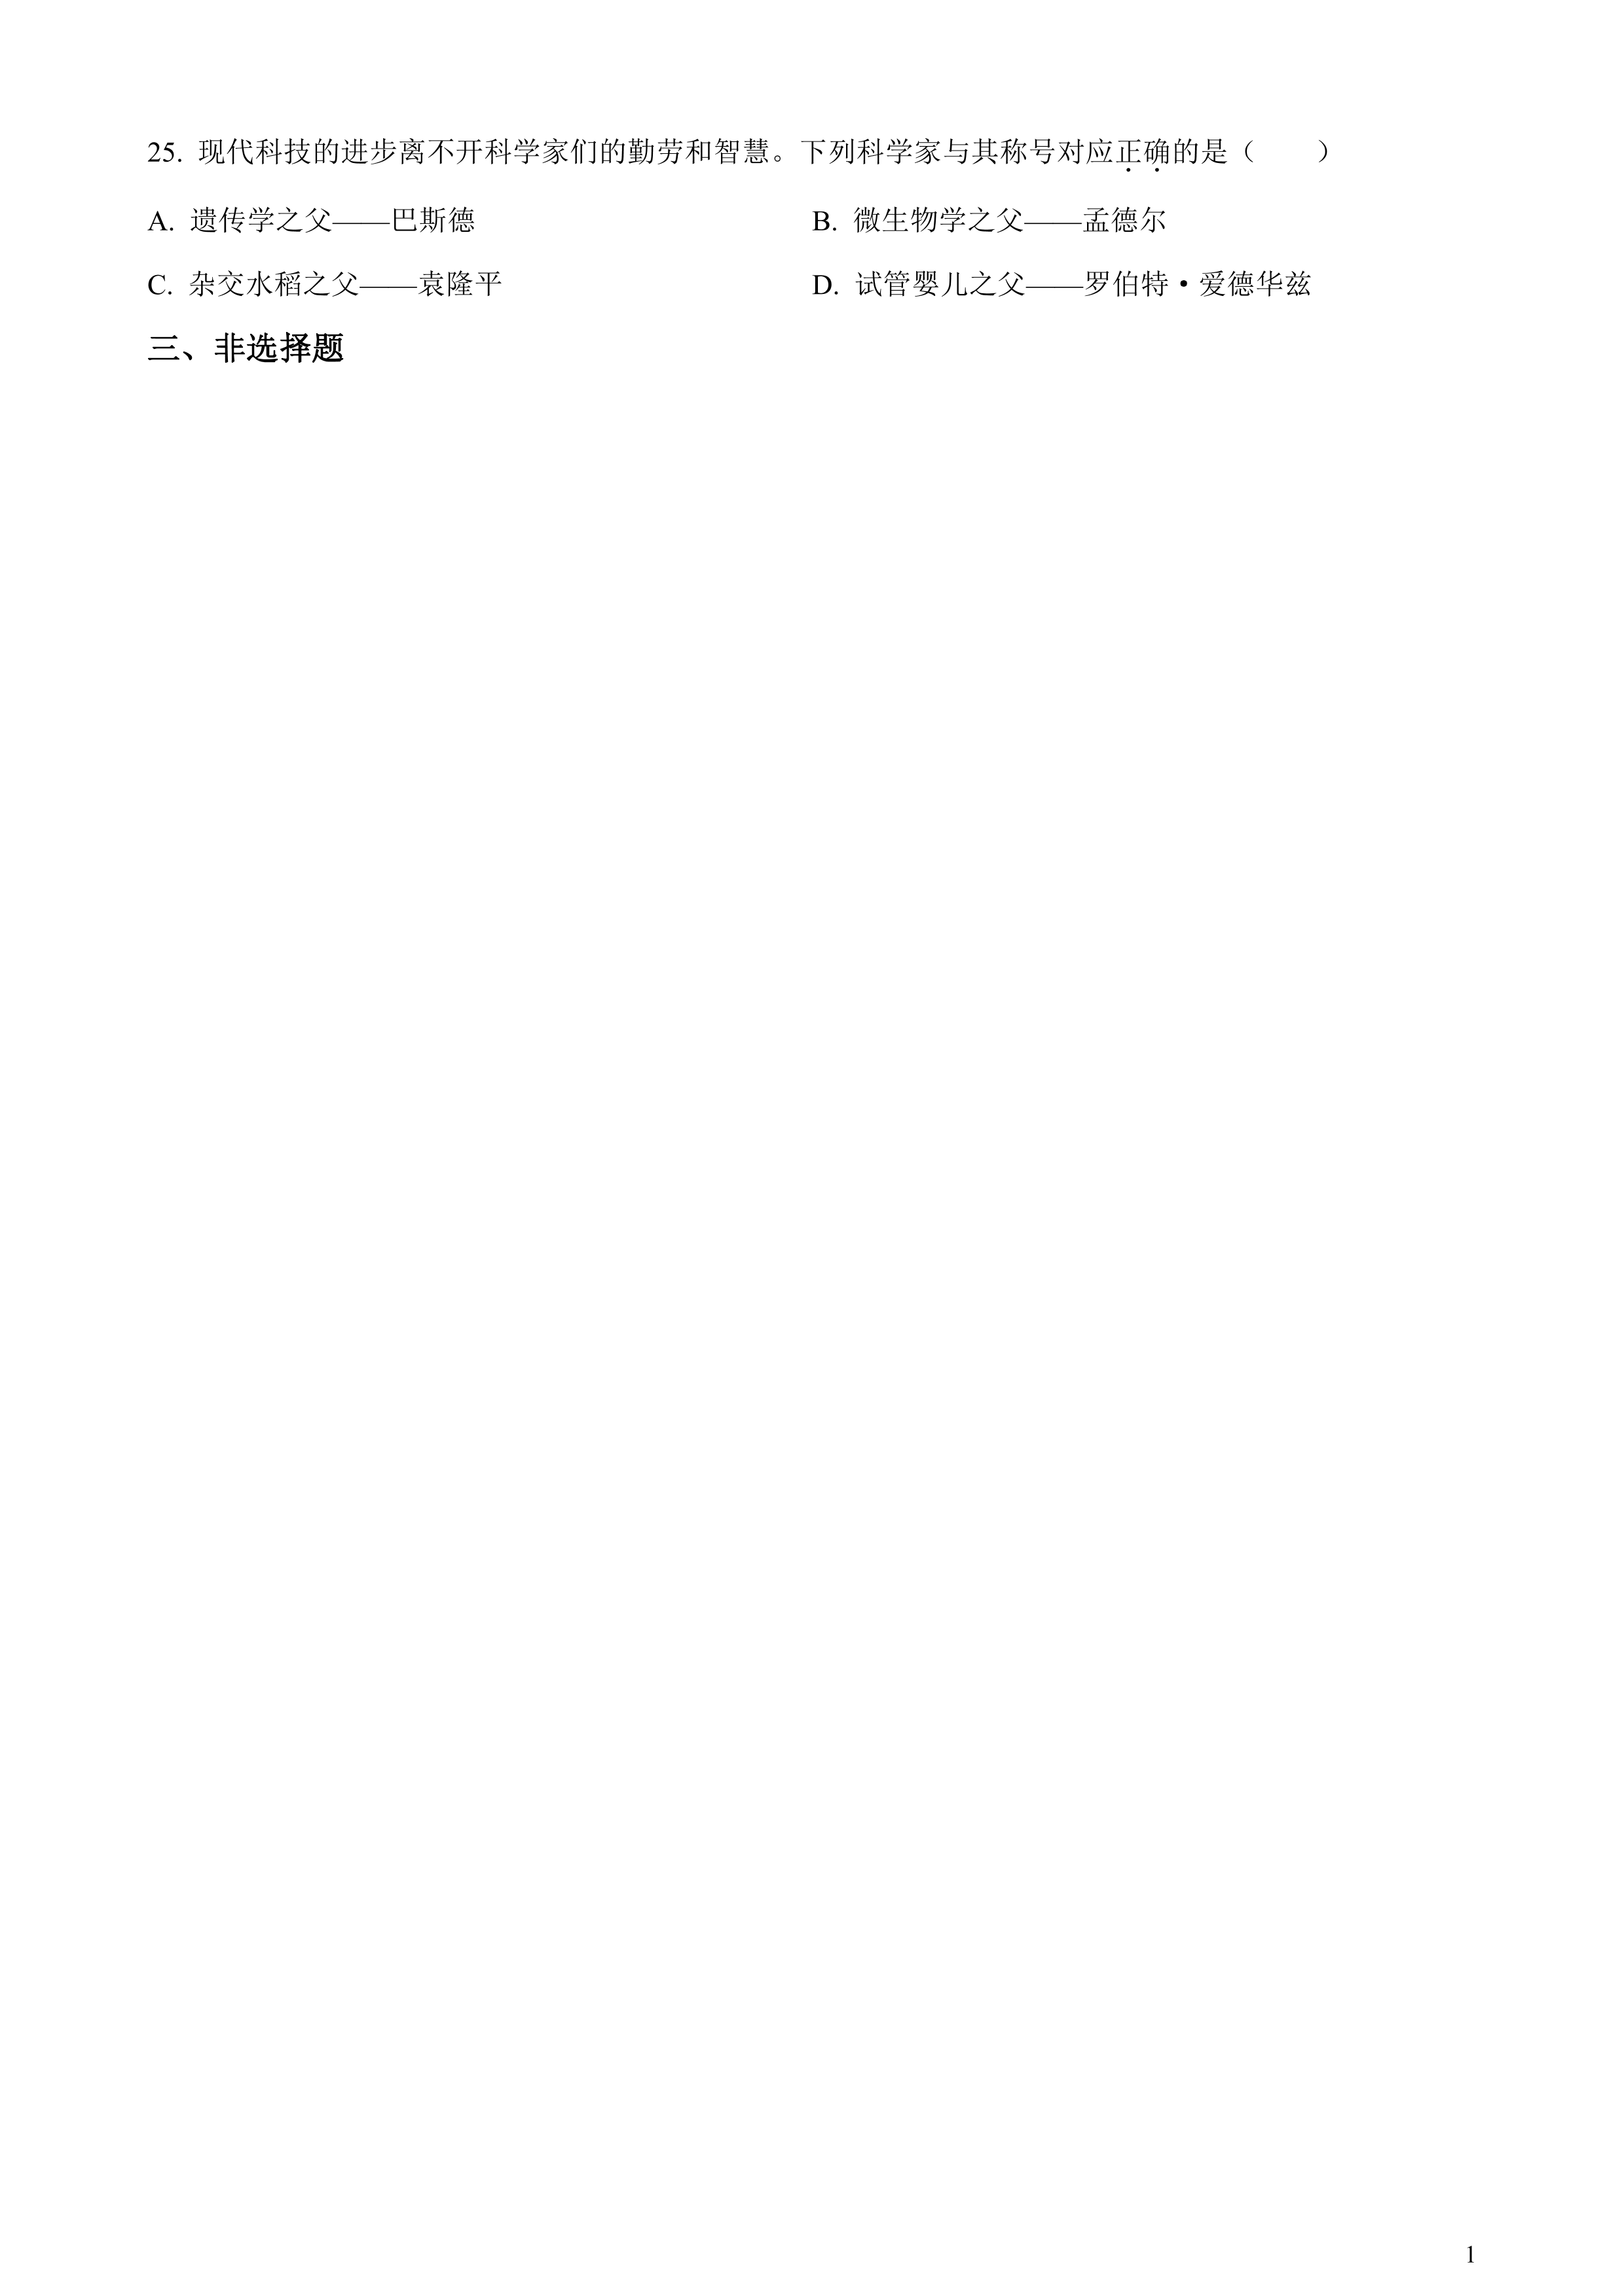 25. 现代科技的进步离不开科学家们的勤劳和智慧。下列科学家与其称号对应正确的是（　　）
A. 遗传学之父——巴斯德　　B. 微生物学之父——孟德尔
C. 杂交水稻之父——袁隆平　　D. 试管婴儿之父——罗伯特•爱德华兹
三、非选择题
1